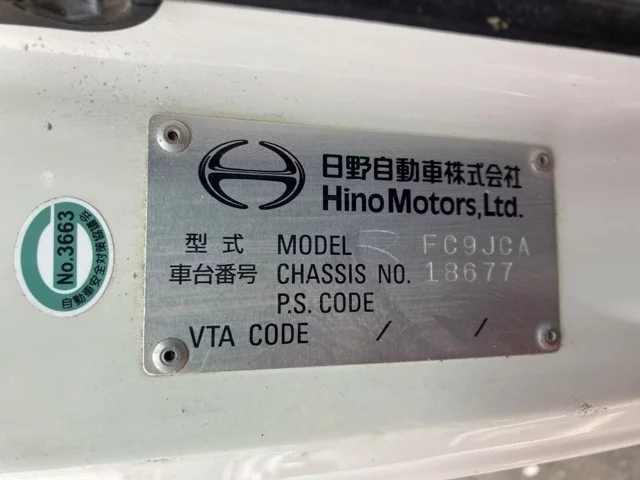 日野自動車株式会社
Hino Motors, Ltd.
型式 MODEL FC9JCA
車台番号 CHASSIS NO. 18677
P.S. CODE
VTA CODE / /
No.3663